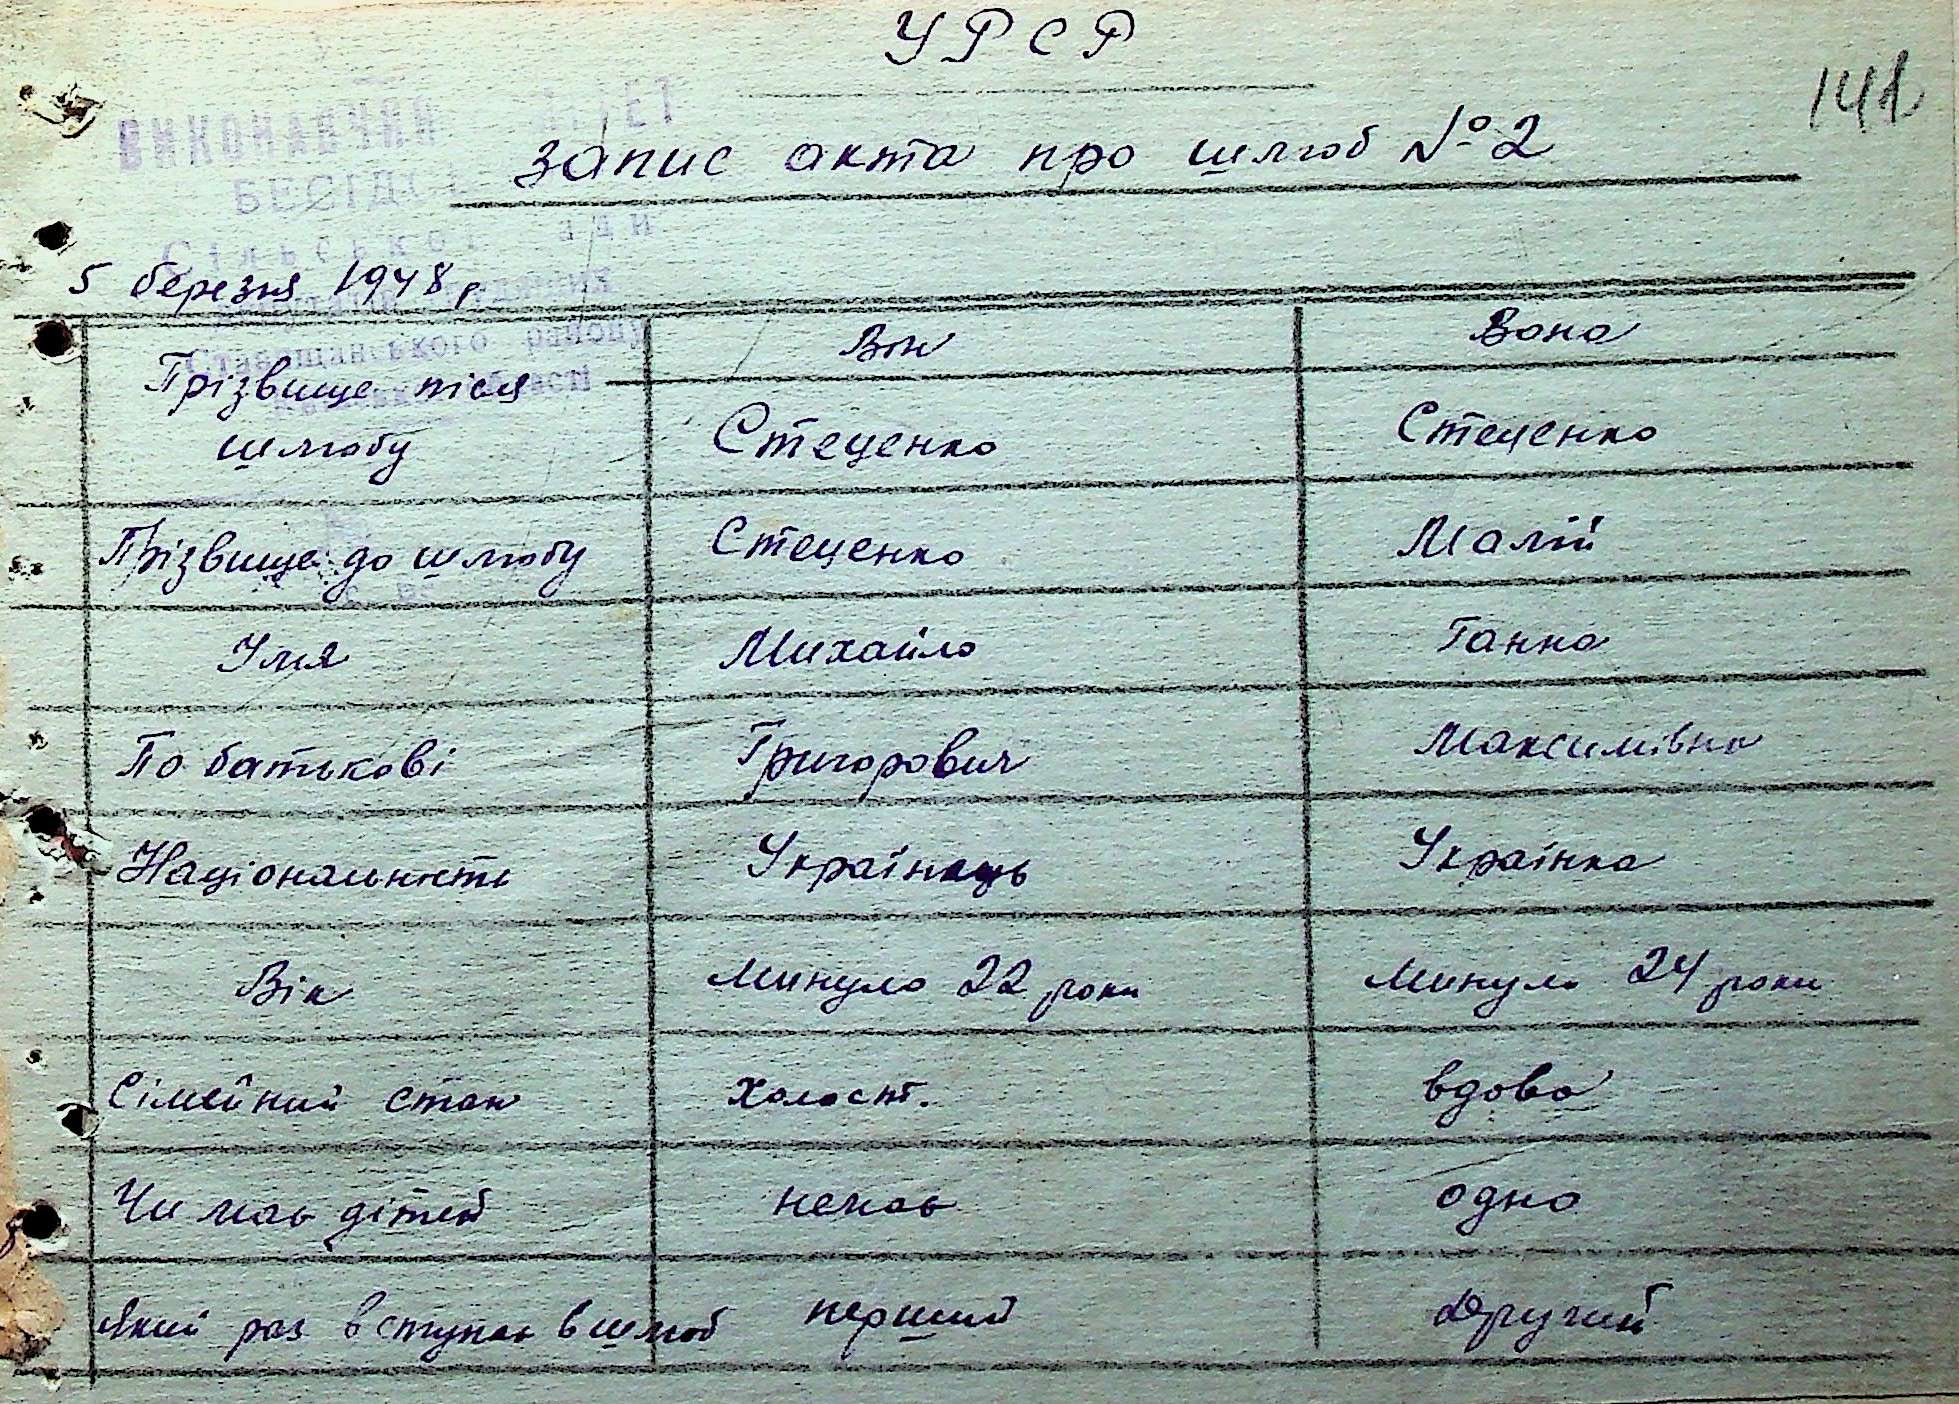 УРСР
141
ВИКОНАВЧИЙ
запис акта про шлюб № 2
Сільської
5 березня 1948 р.
Ставищанського району
Він Вона
Прізвище після
шлюбу Стеценко Стеценко
Прізвище до шлюбу Стеценко Малій
Імя Михайло Ганна
По батькові Григорович Максимівна
Національність Українець Українка
Вік минуло 22 роки минуло 24 роки
Сімейний стан холост. вдова
Чи має дітей немає одно
Який раз вступає в шлюб перший другий